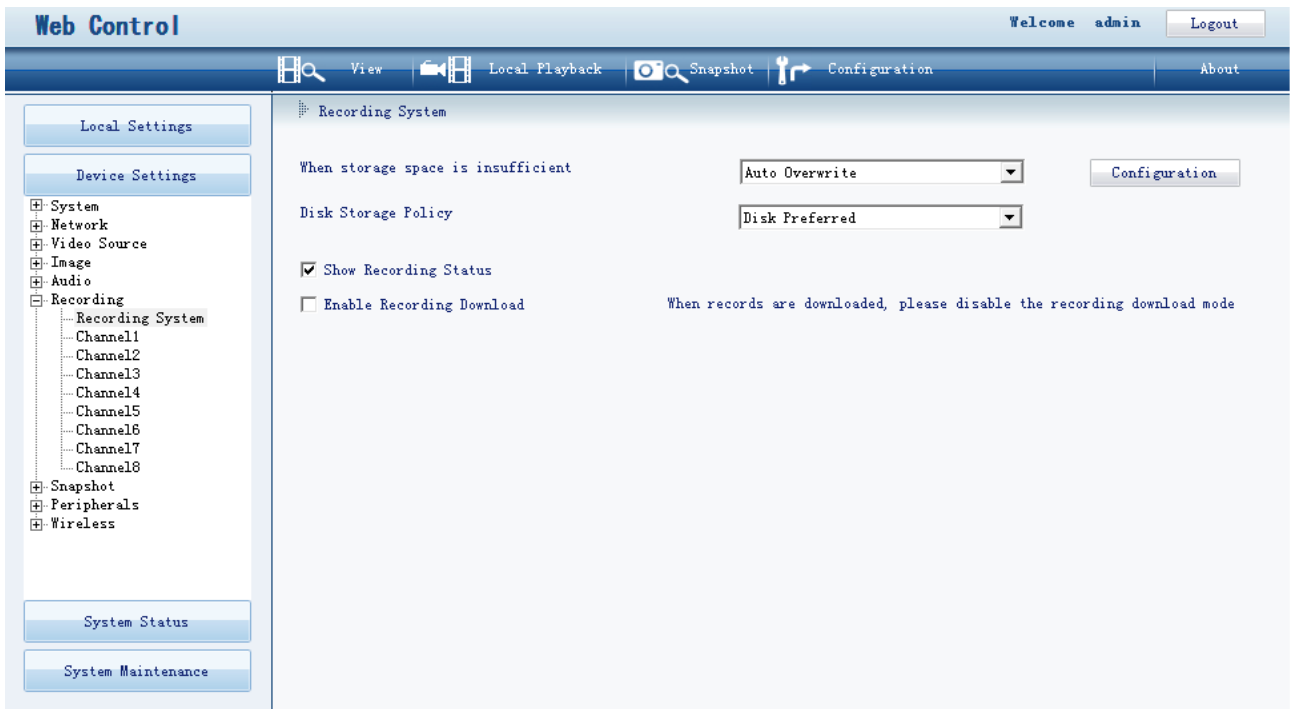 Web Control
Welcome admin
Logout
View
Local Playback
Snapshot
Configuration
About
Local Settings
Device Settings
System
Network
Video Source
Image
Audio
Recording
Recording System
Channel1
Channel2
Channel3
Channel4
Channel5
Channel6
Channel7
Channel8
Snapshot
Peripherals
Wireless
System Status
System Maintenance
Recording System
When storage space is insufficient
Auto Overwrite
Configuration
Disk Storage Policy
Disk Preferred
Show Recording Status
Enable Recording Download
When records are downloaded, please disable the recording download mode